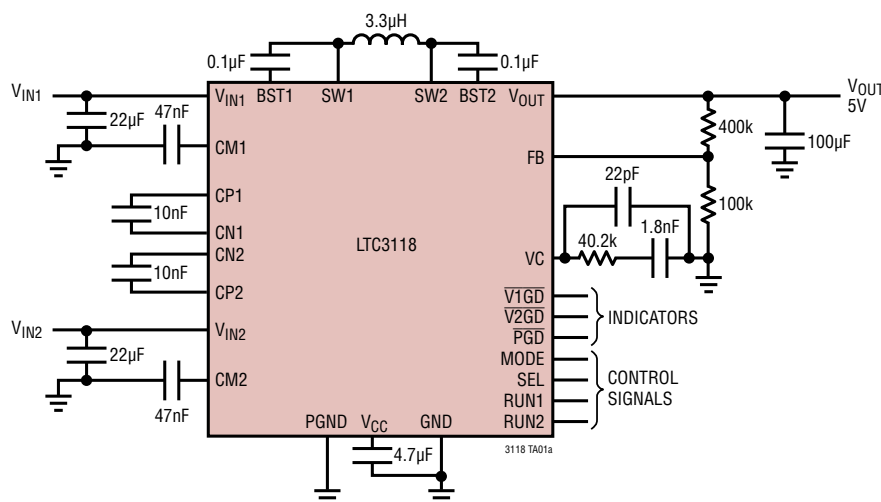 3.3µH
0.1µF
0.1µF
VIN1
VIN1
BST1
SW1
SW2
BST2
VOUT
VOUT
5V
22µF
47nF
CM1
400k
100µF
FB
CP1
10nF
CN1
CN2
10nF
CP2
LTC3118
22pF
100k
1.8nF
40.2k
VC
V1GD
V2GD
PGD
INDICATORS
VIN2
VIN2
22µF
CM2
47nF
MODE
SEL
RUN1
RUN2
CONTROL
SIGNALS
PGND
VCC
GND
4.7µF
3118 TA01a